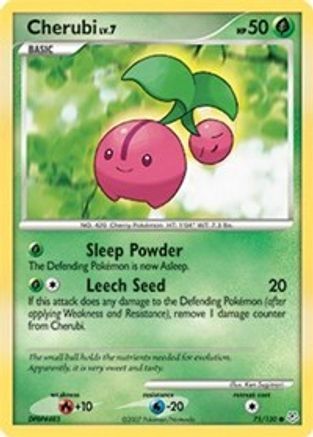 Cherubi LV.7 HP 50
BASIC
NO. 420 Cherry Pokémon HT: 1'04" WT: 7.3 lbs.
Sleep Powder
The Defending Pokémon is now Asleep.
Leech Seed 20
If this attack does any damage to the Defending Pokémon (after
applying Weakness and Resistance), remove 1 damage counter
from Cherubi.
The small ball holds the nutrients needed for evolution.
Apparently, it is very sweet and tasty.
Illus. Ken Sugimori
weakness resistance retreat cost
+10 -20
©2007 Pokémon/Nintendo 71/130